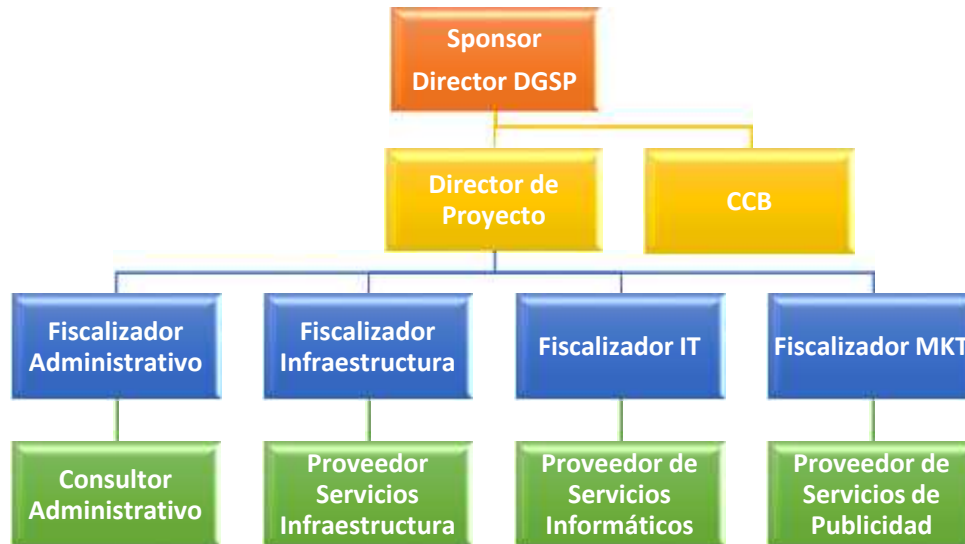 Sponsor
Director DGSP
Director de
Proyecto
CCB
Fiscalizador
Administrativo
Fiscalizador
Infraestructura
Fiscalizador IT
Fiscalizador MKT
Consultor
Administrativo
Proveedor
Servicios
Infraestructura
Proveedor de
Servicios
Informáticos
Proveedor de
Servicios de
Publicidad